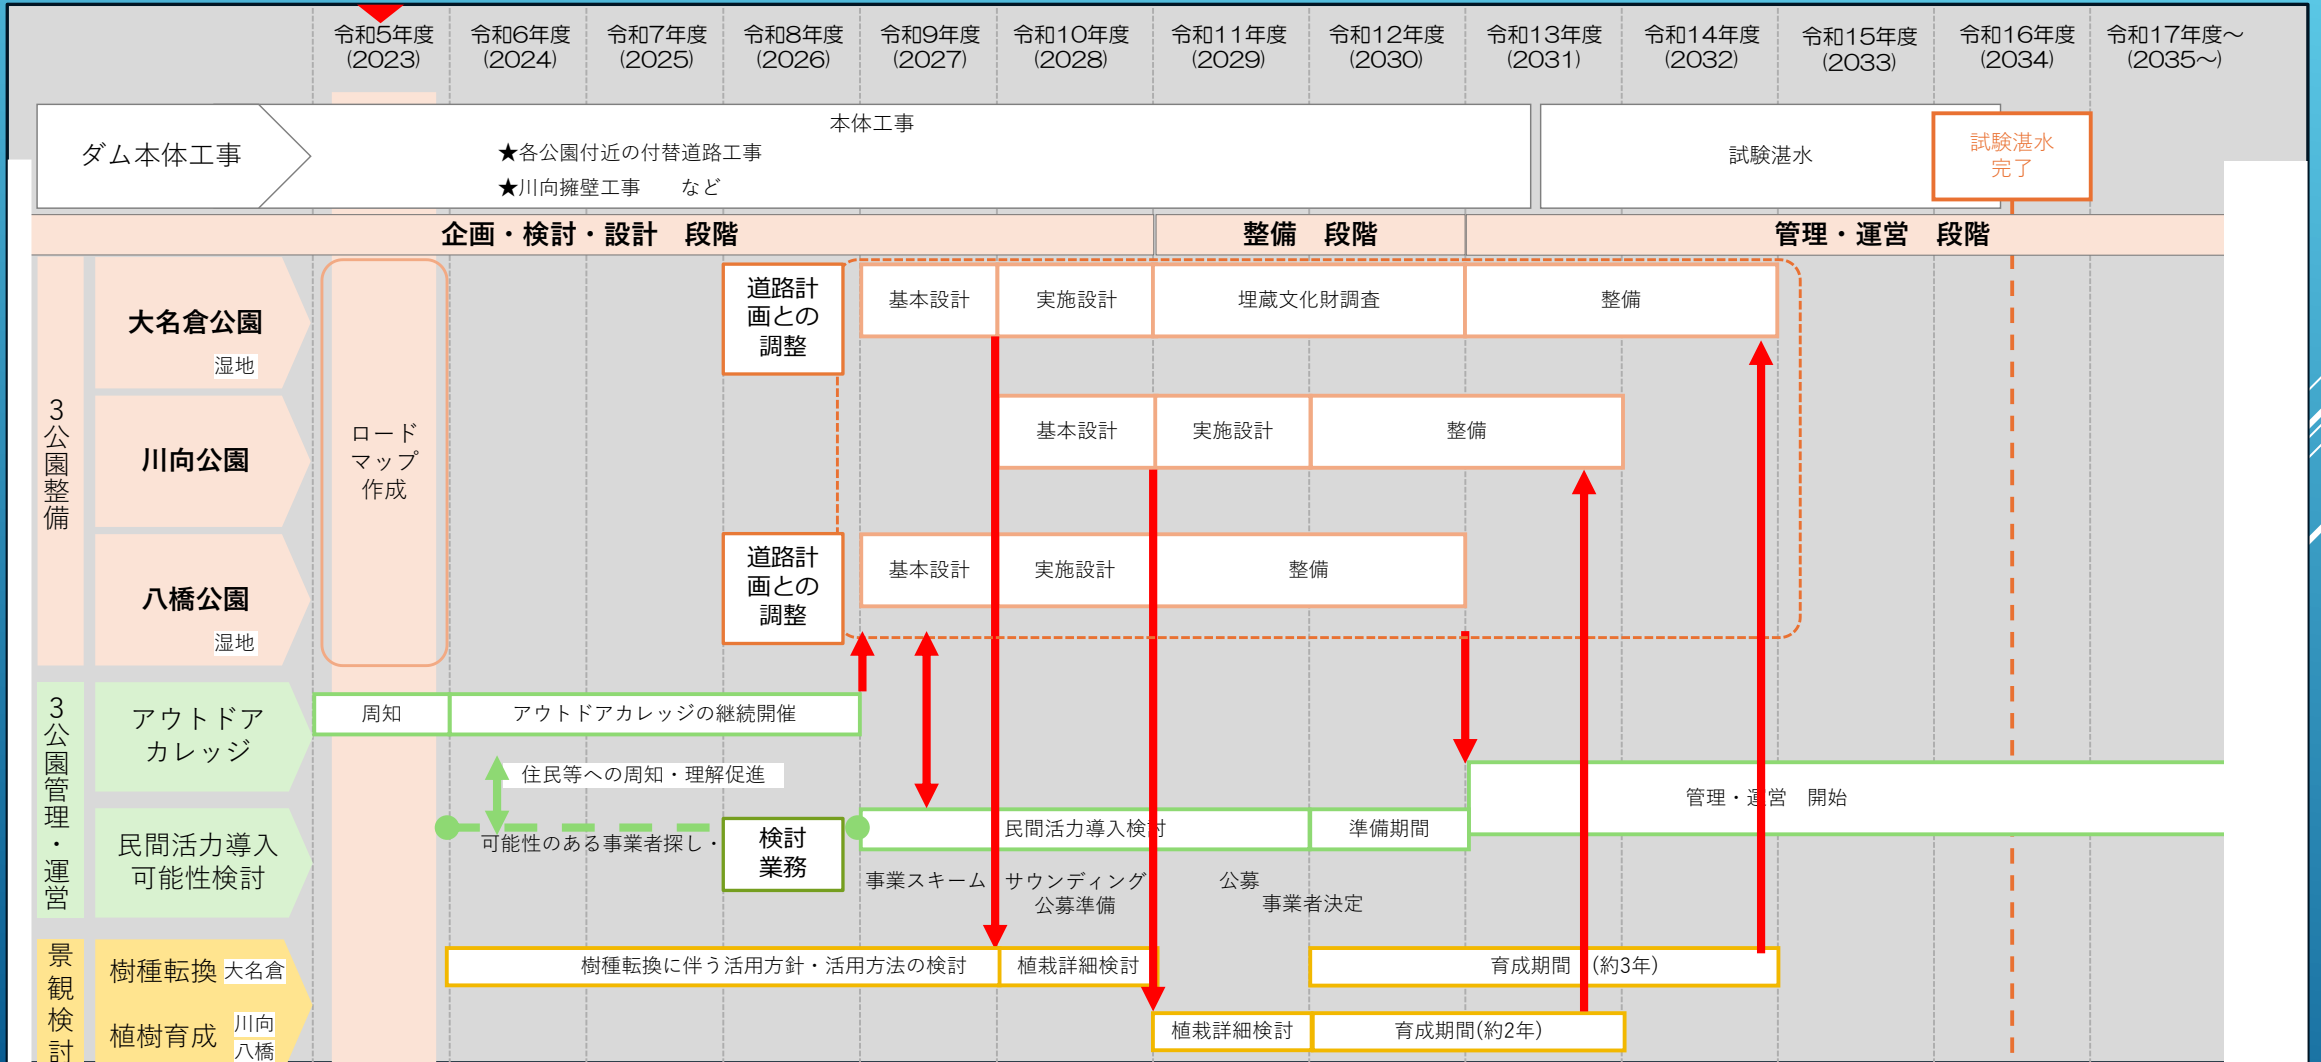 令和5年度
(2023)
令和6年度
(2024)
令和7年度
(2025)
令和8年度
(2026)
令和9年度
(2027)
令和10年度
(2028)
令和11年度
(2029)
令和12年度
(2030)
令和13年度
(2031)
令和14年度
(2032)
令和15年度
(2033)
令和16年度
(2034)
令和17年度～
(2035～)
ダム本体工事
本体工事
★各公園付近の付替道路工事
★川向擁壁工事　など
試験湛水
試験湛水
完了
企画・検討・設計　段階
整備　段階
管理・運営　段階
3公園整備
大名倉公園
湿地
川向公園
八橋公園
湿地
ロード
マップ
作成
道路計
画との
調整
基本設計
実施設計
埋蔵文化財調査
整備
基本設計
実施設計
整備
道路計
画との
調整
基本設計
実施設計
整備
3公園管理・運営
アウトドア
カレッジ
周知
アウトドアカレッジの継続開催
住民等への周知・理解促進
管理・運営　開始
民間活力導入
可能性検討
可能性のある事業者探し・
検討
業務
民間活力導入検討
準備期間
事業スキーム
サウンディング
公募準備
公募
事業者決定
景観検討
樹種転換
大名倉
樹種転換に伴う活用方針・活用方法の検討
植栽詳細検討
育成期間　(約3年)
植樹育成
川向
八橋
植栽詳細検討
育成期間(約2年)